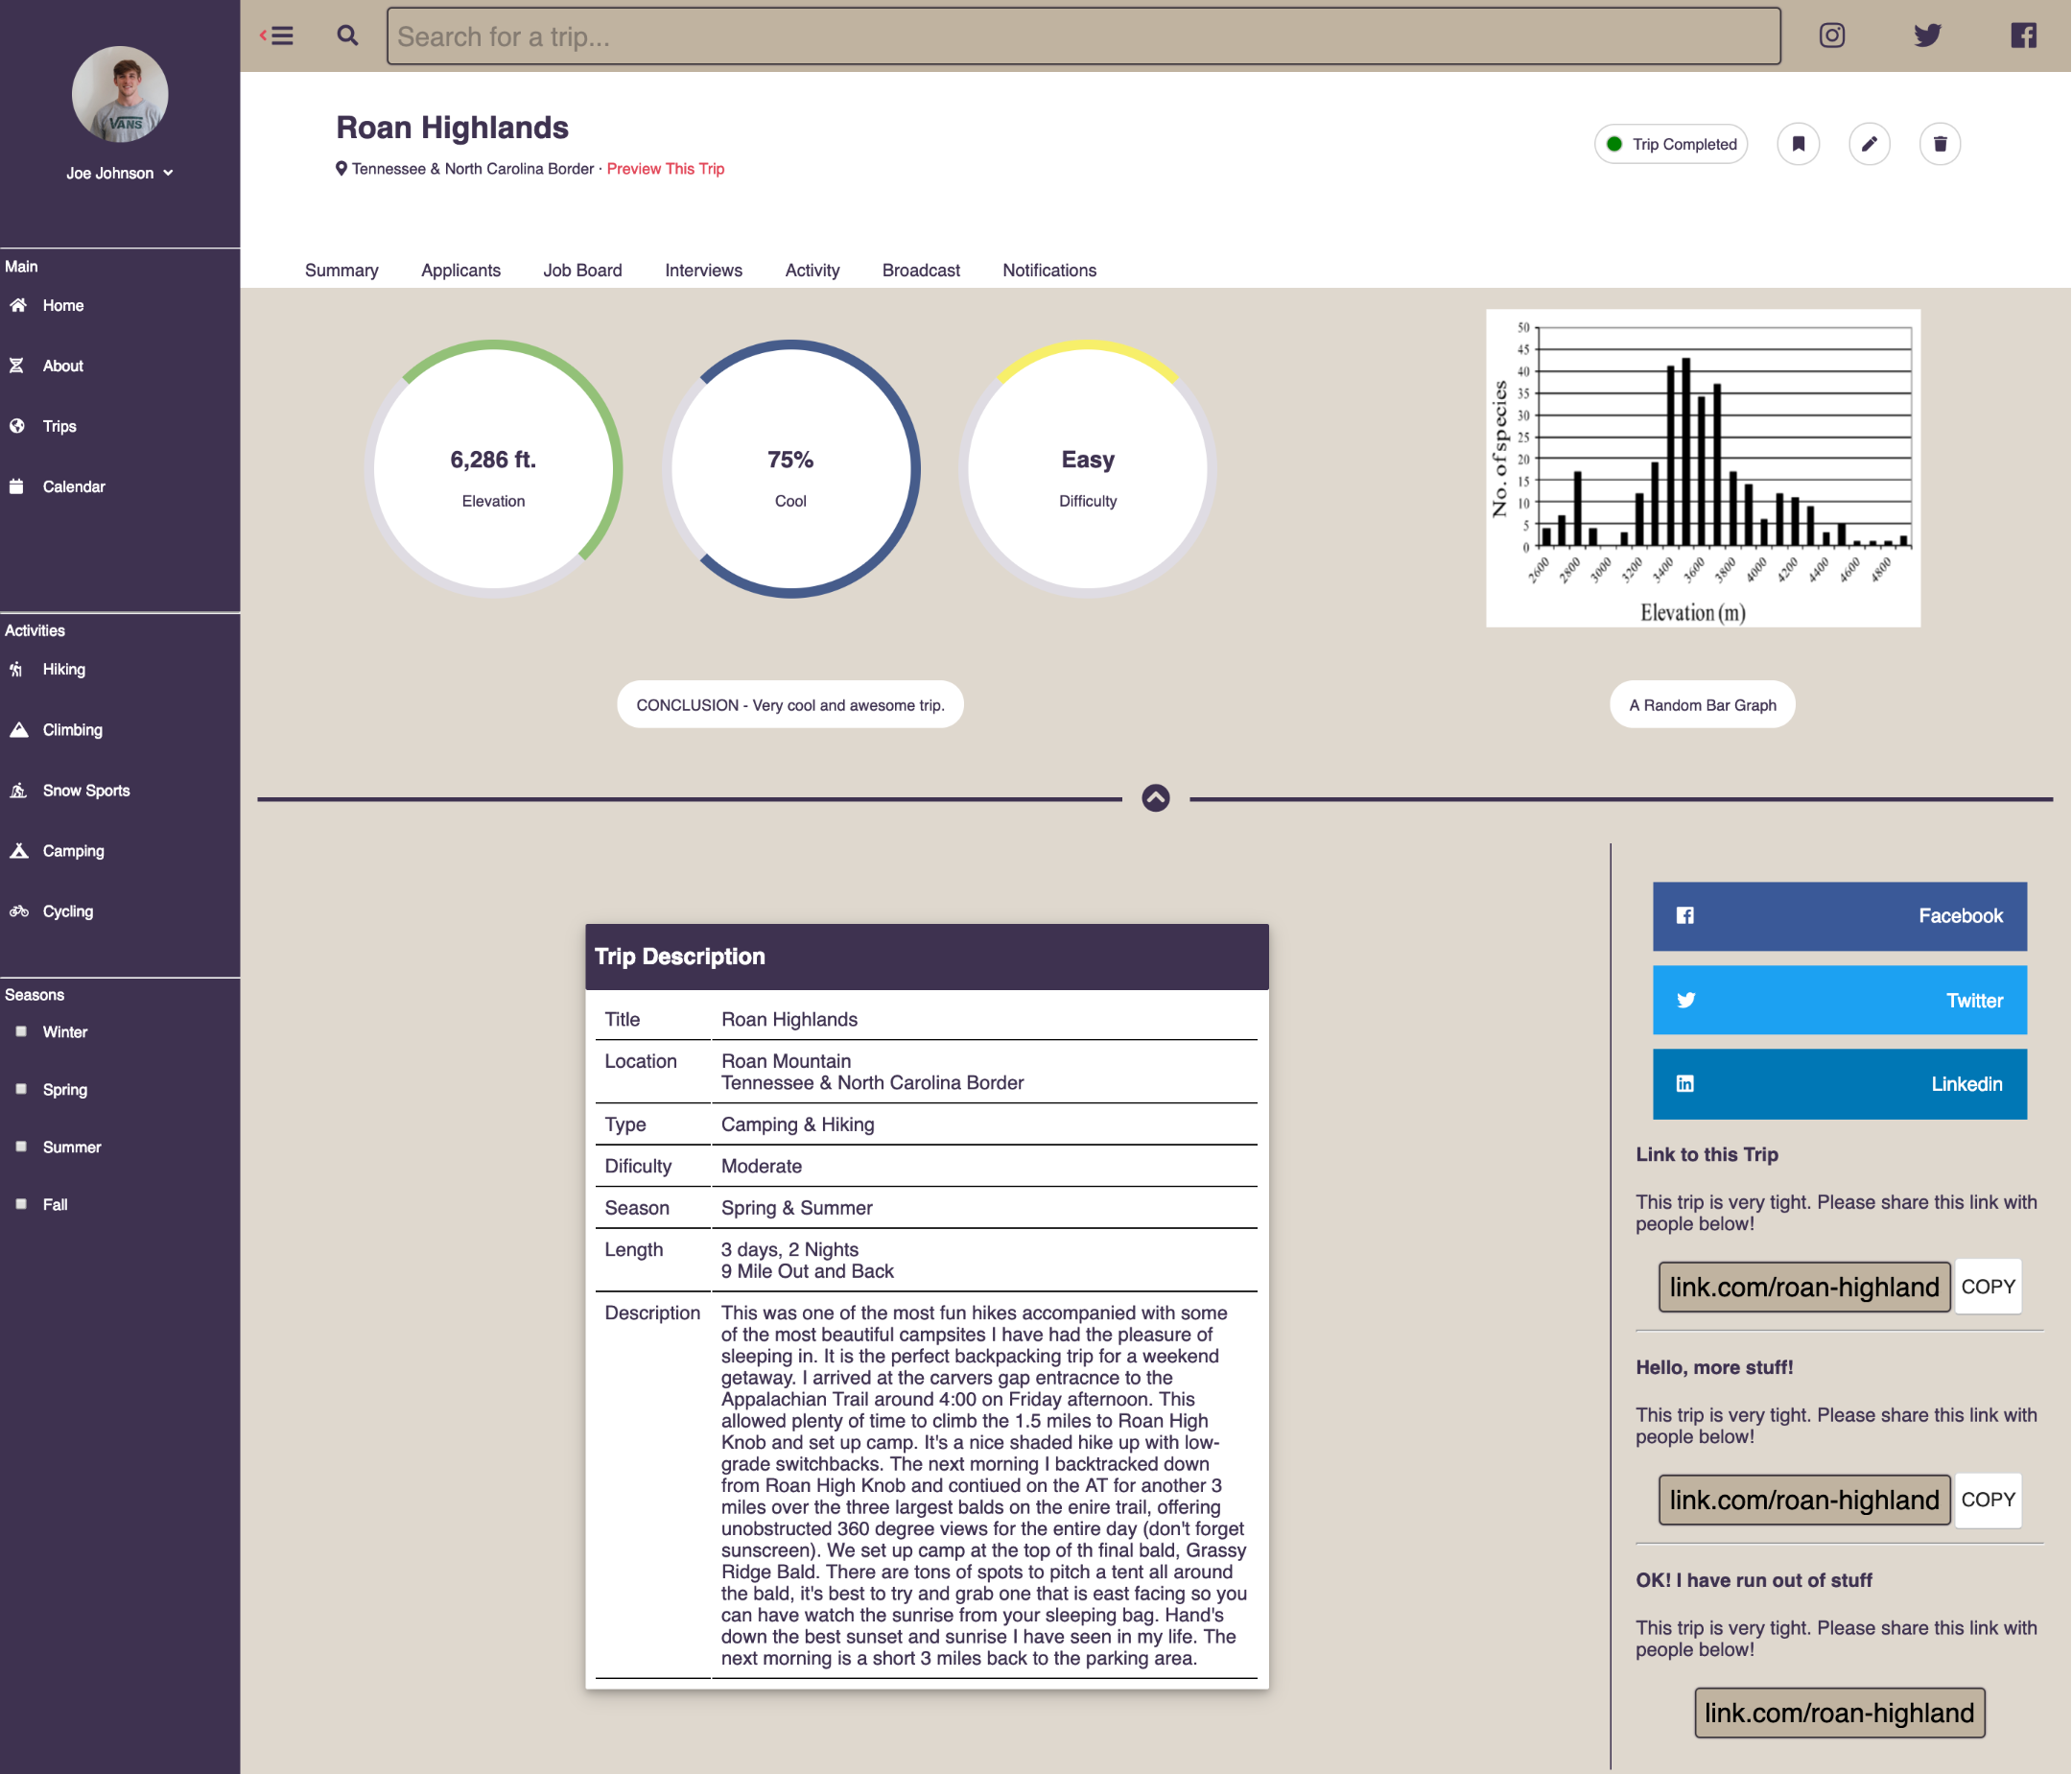 Search for a trip...
VANS
Joe Johnson
Main
Home
About
Trips
Calendar
Activities
Hiking
Climbing
Snow Sports
Camping
Cycling
Seasons
Winter
Spring
Summer
Fall
Roan Highlands
Tennessee & North Carolina Border · Preview This Trip
Trip Completed
Summary Applicants Job Board Interviews Activity Broadcast Notifications
6,286 ft.
Elevation
75%
Cool
Easy
Difficulty
CONCLUSION - Very cool and awesome trip.
No. of species
50
45
40
35
30
25
20
15
10
5
0
2600 2800 3000 3200 3400 3600 3800 4000 4200 4400 4600 4800
Elevation (m)
A Random Bar Graph
Trip Description
Title Roan Highlands
Location Roan Mountain
Tennessee & North Carolina Border
Type Camping & Hiking
Dificulty Moderate
Season Spring & Summer
Length 3 days, 2 Nights
9 Mile Out and Back
Description This was one of the most fun hikes accompanied with some
of the most beautiful campsites I have had the pleasure of
sleeping in. It is the perfect backpacking trip for a weekend
getaway. I arrived at the carvers gap entracnce to the
Appalachian Trail around 4:00 on Friday afternoon. This
allowed plenty of time to climb the 1.5 miles to Roan High
Knob and set up camp. It's a nice shaded hike up with low-
grade switchbacks. The next morning I backtracked down
from Roan High Knob and contiued on the AT for another 3
miles over the three largest balds on the enire trail, offering
unobstructed 360 degree views for the entire day (don't forget
sunscreen). We set up camp at the top of th final bald, Grassy
Ridge Bald. There are tons of spots to pitch a tent all around
the bald, it's best to try and grab one that is east facing so you
can have watch the sunrise from your sleeping bag. Hand's
down the best sunset and sunrise I have seen in my life. The
next morning is a short 3 miles back to the parking area.
Facebook
Twitter
Linkedin
Link to this Trip
This trip is very tight. Please share this link with
people below!
link.com/roan-highland COPY
Hello, more stuff!
This trip is very tight. Please share this link with
people below!
link.com/roan-highland COPY
OK! I have run out of stuff
This trip is very tight. Please share this link with
people below!
link.com/roan-highland